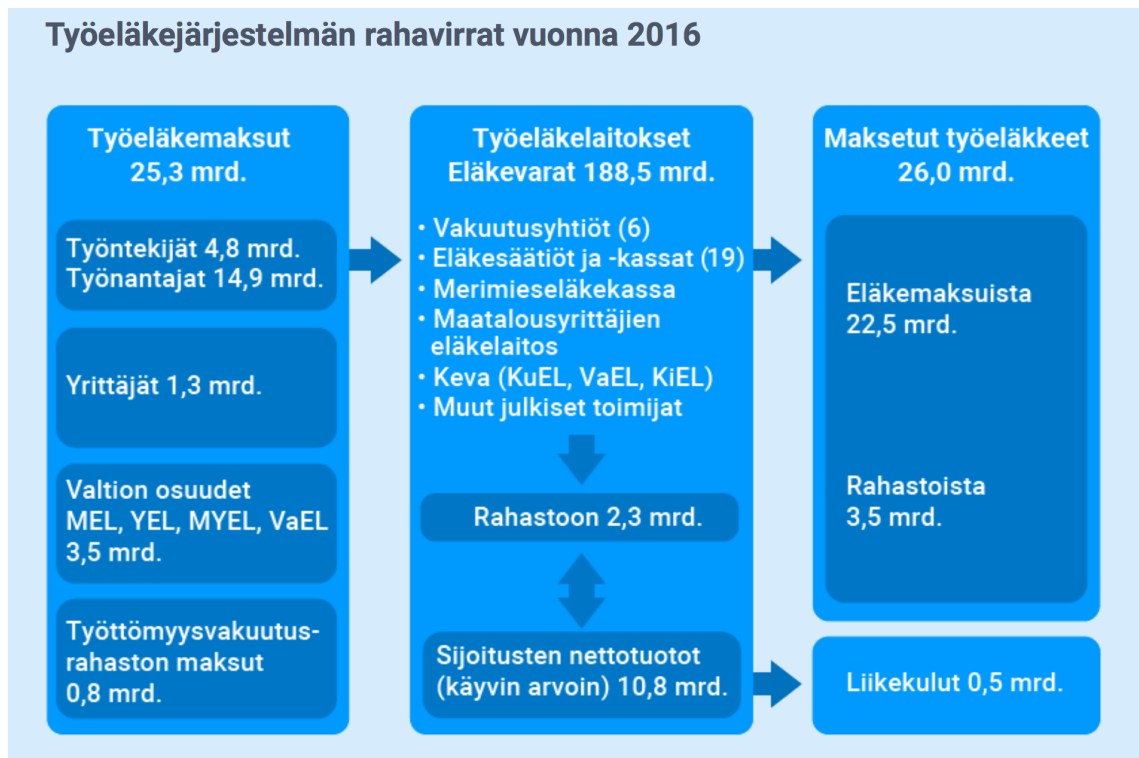 Työeläkejärjestelmän rahavirrat vuonna 2016
Työeläkemaksut
25,3 mrd.
Työntekijät 4,8 mrd.
Työnantajat 14,9 mrd.
Yrittäjät 1,3 mrd.
Valtion osuudet
MEL, YEL, MYEL, VaEL
3,5 mrd.
Työttömyysvakuutus-
rahaston maksut
0,8 mrd.
Työeläkelaitokset
Eläkevarat 188,5 mrd.
• Vakuutusyhtiöt (6)
• Eläkesäätiöt ja -kassat (19)
• Merimieseläkekassa
• Maatalousyrittäjien
eläkelaitos
• Keva (KuEL, VaEL, KiEL)
• Muut julkiset toimijat
Rahastoon 2,3 mrd.
Sijoitusten nettotuotot
(käyvin arvoin) 10,8 mrd.
Maksetut työeläkkeet
26,0 mrd.
Eläkemaksuista
22,5 mrd.
Rahastoista
3,5 mrd.
Liikekulut 0,5 mrd.